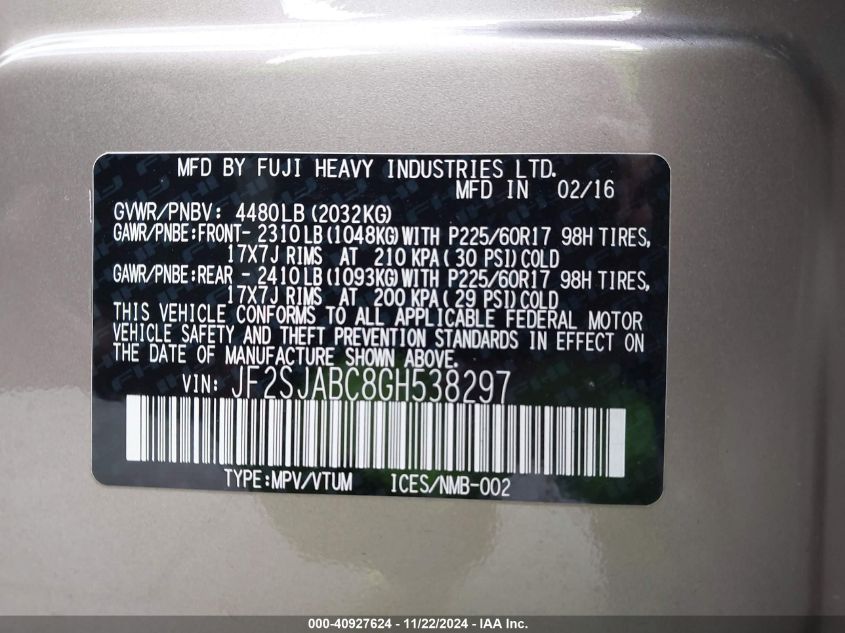 MFD BY FUJI HEAVY INDUSTRIES LTD.
MFD IN 02/16
GVWR/PNBV: 4480LB(2032KG)
GAWR/PNBE:FRONT- 2310LB(1048KG)WITH P225/60R17 98H TIRES,
17X7J RIMS AT 210 KPA( 30 PSI)COLD
GAWR/PNBE:REAR - 2410LB(1093KG)WITH P225/60R17 98H TIRES,
17X7J RIMS AT 200 KPA( 29 PSI)COLD
THIS VEHICLE CONFORMS TO ALL APPLICABLE FEDERAL MOTOR
VEHICLE SAFETY AND THEFT PREVENTION STANDARDS IN EFFECT ON
THE DATE OF MANUFACTURE SHOWN ABOVE.
VIN: JF2SJABC8GH538297
TYPE:MPV/VTUM ICES/NMB-002
000-40927624 - 11/22/2024 - IAA Inc.